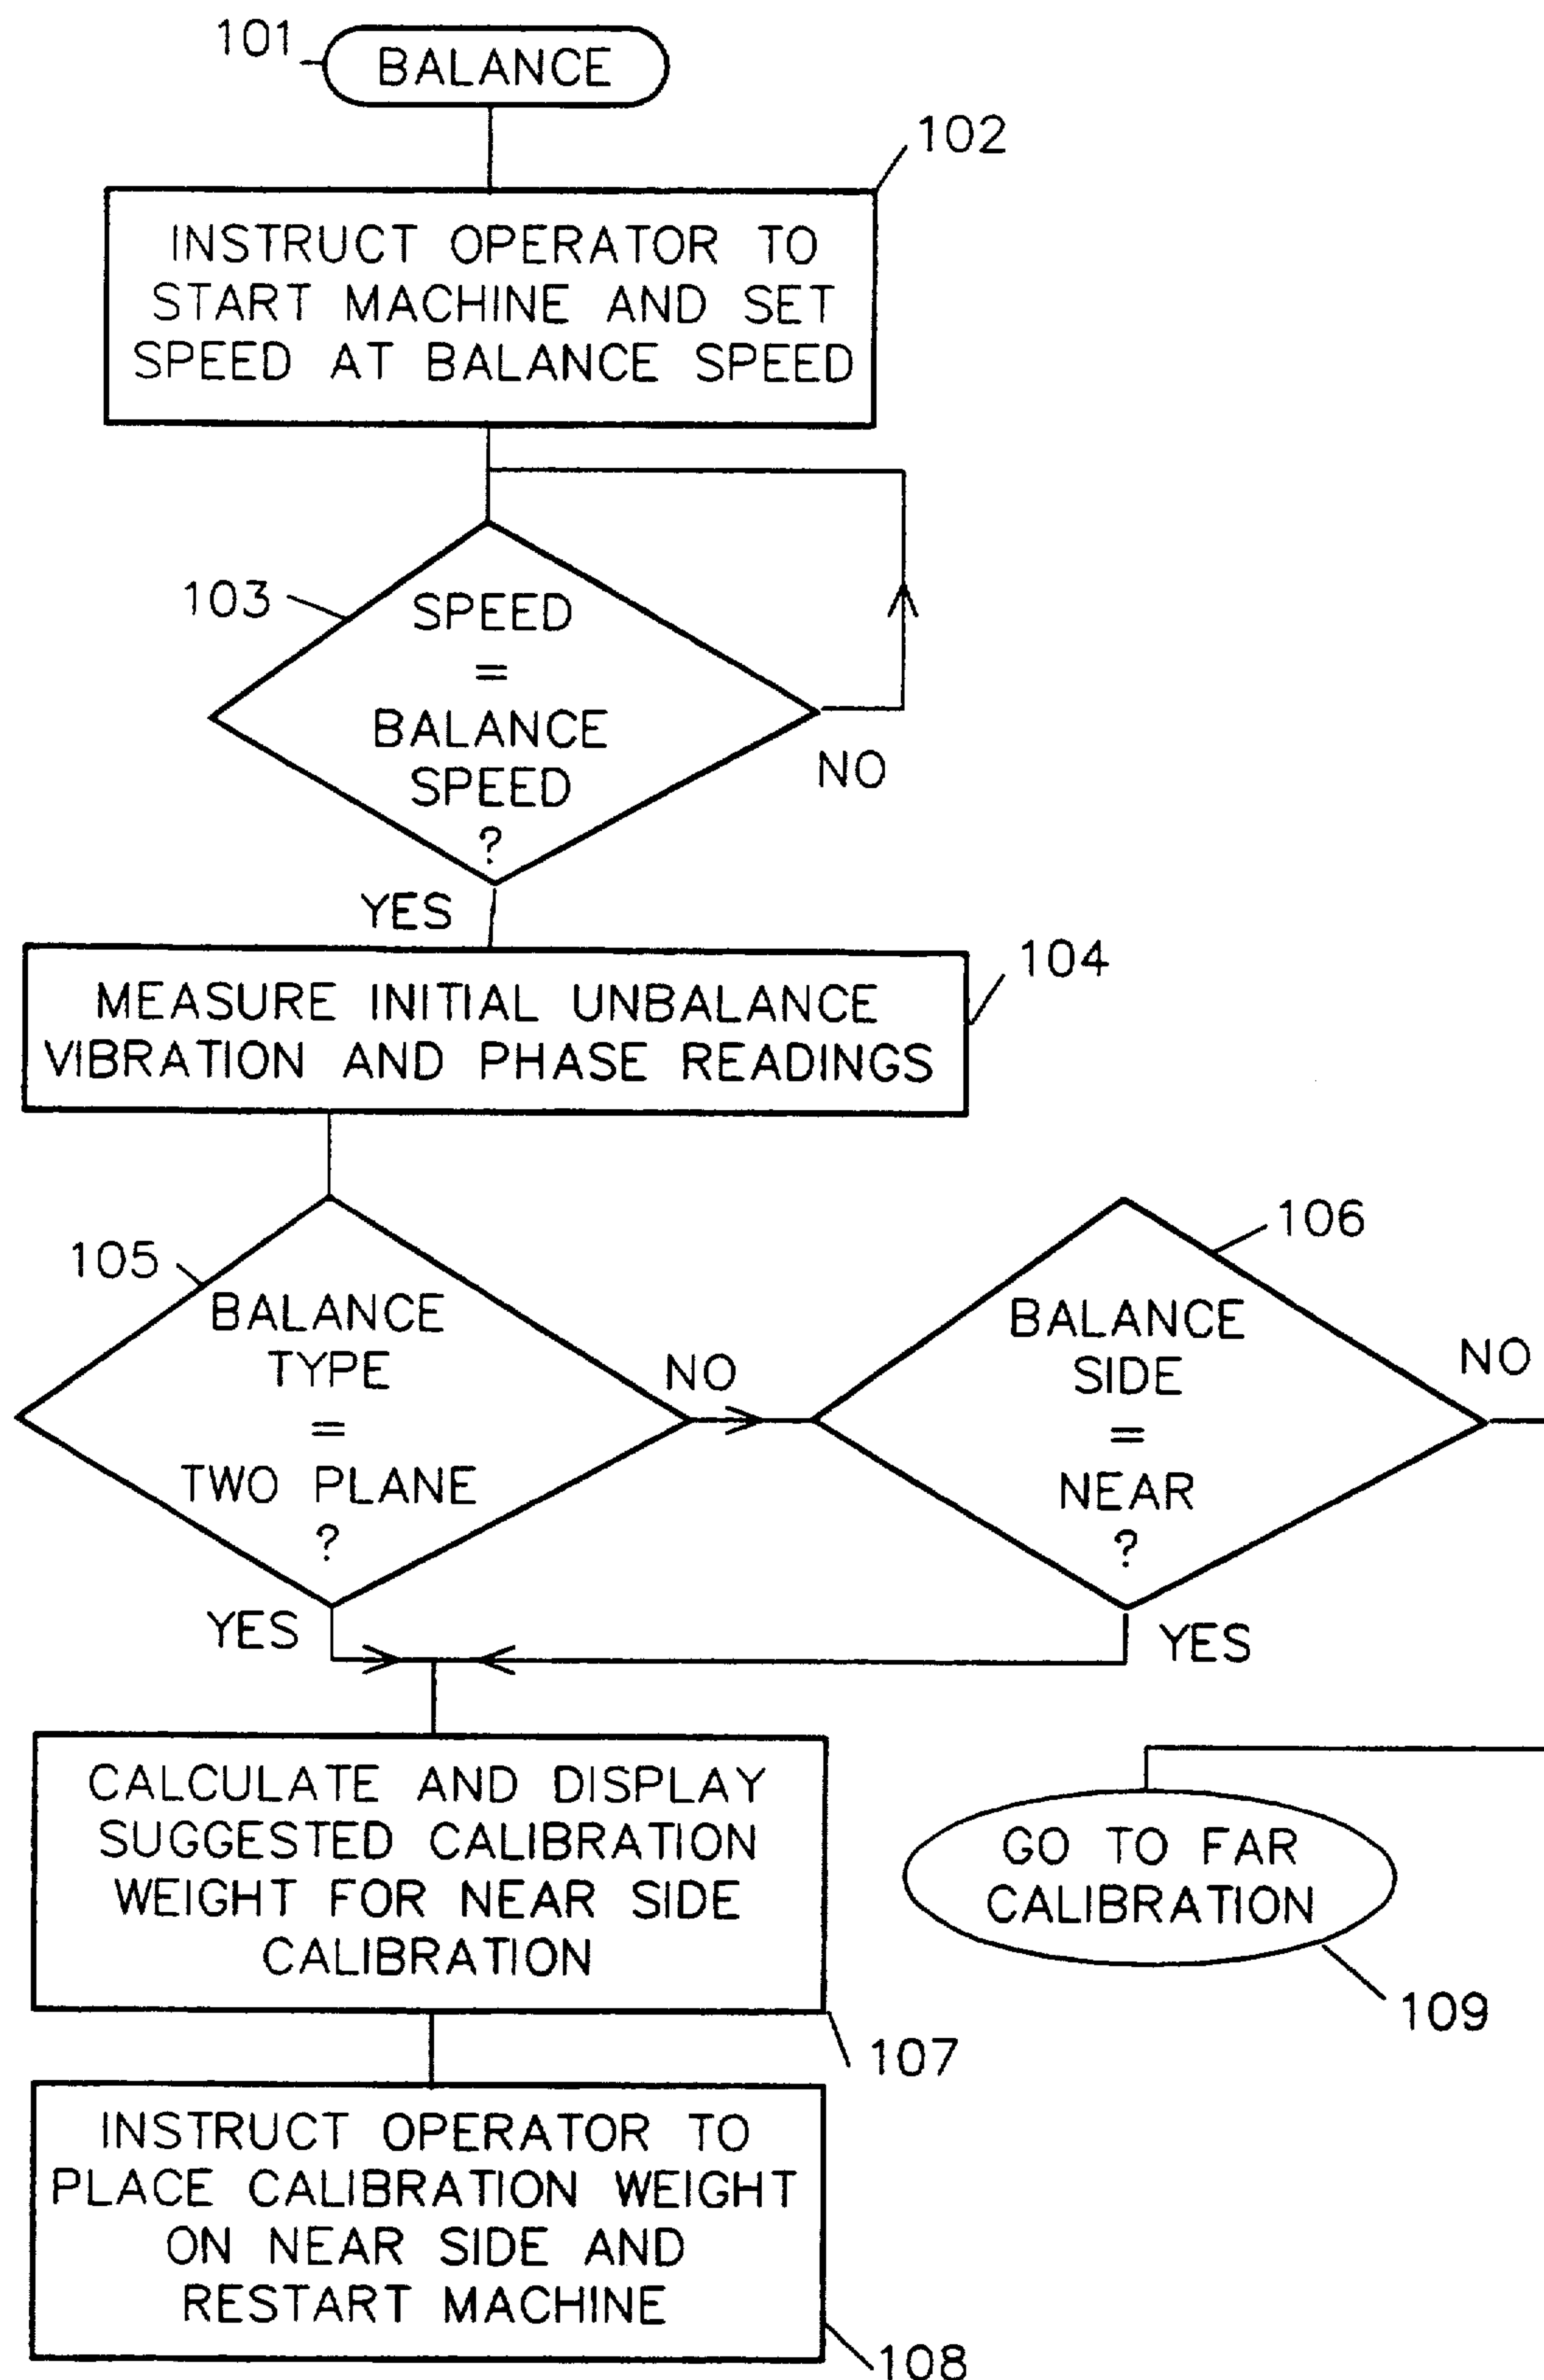 101
BALANCE
102
INSTRUCT OPERATOR TO
START MACHINE AND SET
SPEED AT BALANCE SPEED
103
SPEED
=
BALANCE
SPEED
?
NO
YES
104
MEASURE INITIAL UNBALANCE
VIBRATION AND PHASE READINGS
105
BALANCE
TYPE
=
TWO PLANE
?
NO
YES
106
BALANCE
SIDE
=
NEAR
?
NO
YES
CALCULATE AND DISPLAY
SUGGESTED CALIBRATION
WEIGHT FOR NEAR SIDE
CALIBRATION
107
GO TO FAR
CALIBRATION
109
INSTRUCT OPERATOR TO
PLACE CALIBRATION WEIGHT
ON NEAR SIDE AND
RESTART MACHINE
108